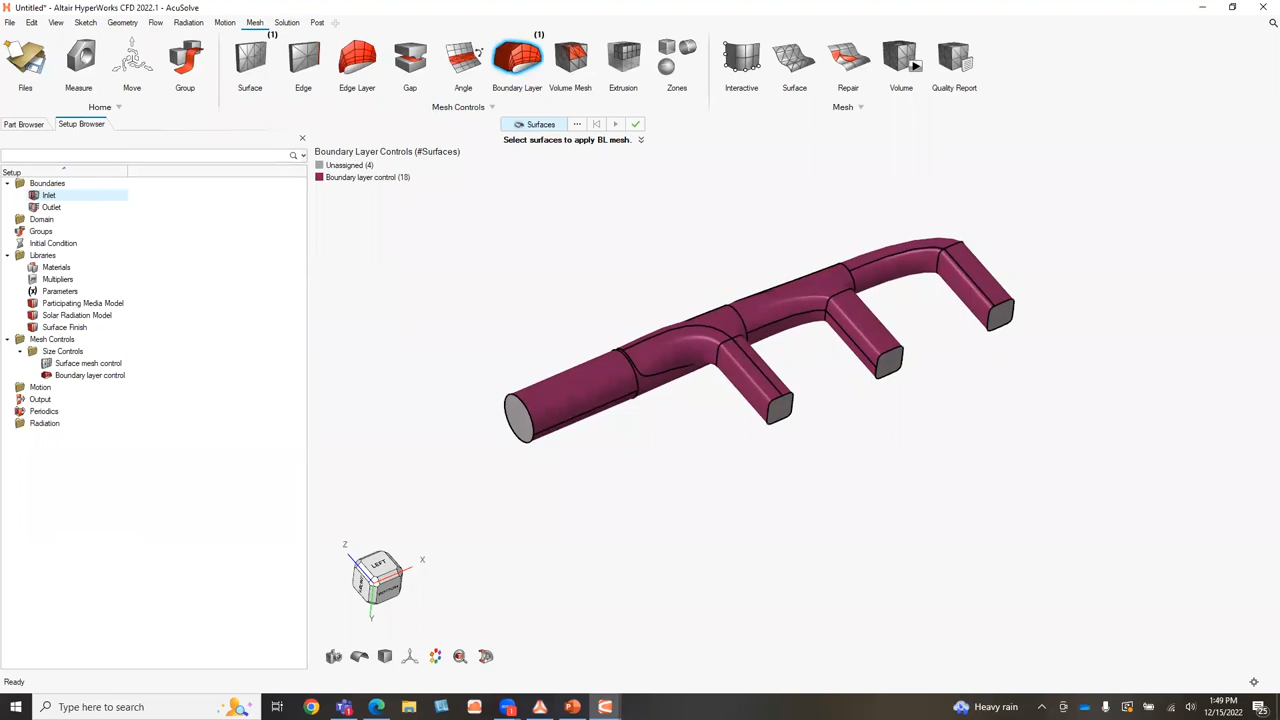 Untitled* - Altair HyperWorks CFD 2022.1 - AcuSolve
File Edit View Sketch Geometry Flow Radiation Motion Mesh Solution Post
(1) (1)
Files Measure Move Group Surface Edge Edge Layer Gap Angle Boundary Layer Volume Mesh Extrusion Zones Interactive Surface Repair Volume Quality Report
Home Mesh Controls Mesh
Part Browser Setup Browser
Surfaces
Select surfaces to apply BL mesh.
Boundary Layer Controls (#Surfaces)
Unassigned (4)
Boundary layer control (18)
Setup
Boundaries
Inlet
Outlet
Domain
Groups
Initial Condition
Libraries
Materials
Multipliers
(x) Parameters
Participating Media Model
Solar Radiation Model
Surface Finish
Mesh Controls
Size Controls
Surface mesh control
Boundary layer control
Motion
Output
Periodics
Radiation
Z
X
LEFT
BOTTOM
Y
Ready
Type here to search
Heavy rain
1:49 PM
12/15/2022